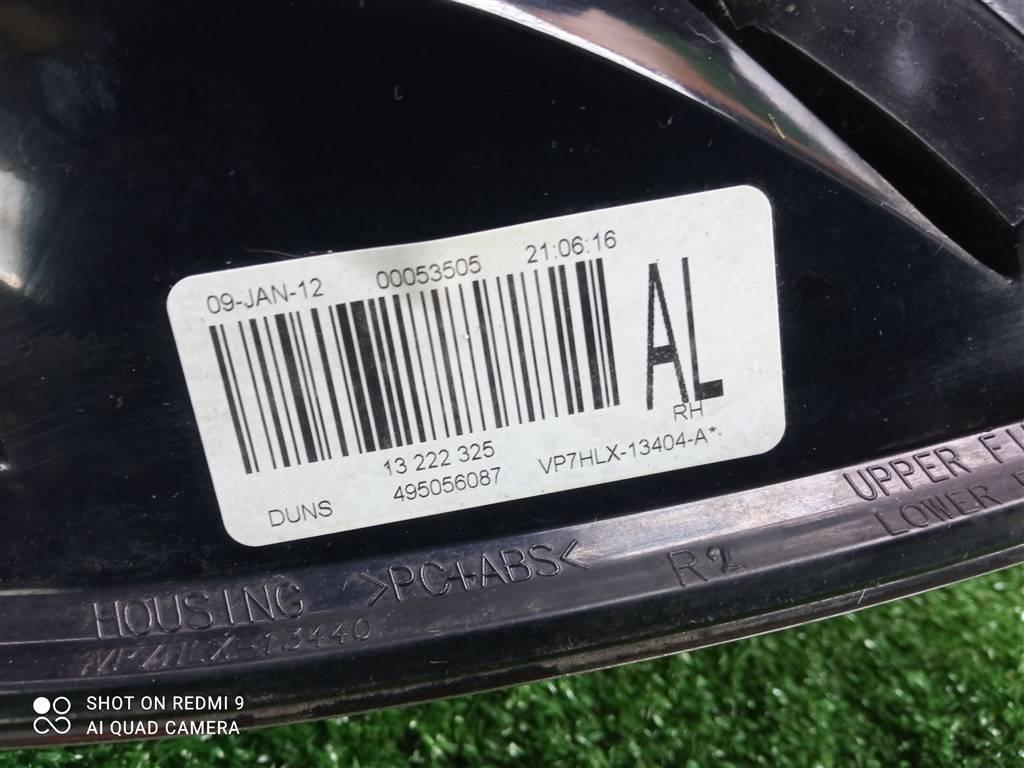 09-JAN-12 00053505 21:06:16
AL
RH
13 222 325
DUNS 495056087 VP7HLX-13404-A*
HOUSING >PC+ABS< R2 UPPER
LOWER
VP7HLX-13440
SHOT ON REDMI 9
AI QUAD CAMERA